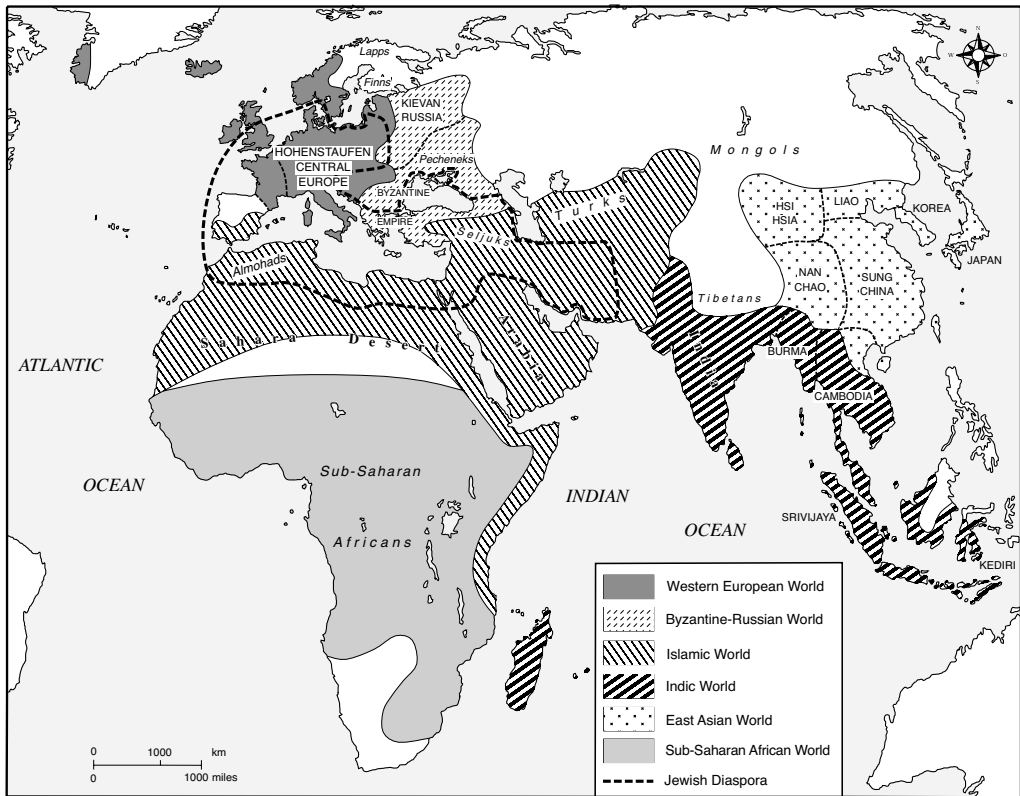 Lapps
Finns
N
W
O
S
KIEVAN
RUSSIA
HOHENSTAUFEN
CENTRAL
EUROPE
Pecheneks
BYZANTINE
EMPIRE
Mongols
Turks
Seljuks
HSI
HSIA
LIAO
KOREA
JAPAN
Almohads
NAN
CHAO
SUNG
CHINA
Tibetans
Sahara Desert
Arabia
India
BURMA
CAMBODIA
ATLANTIC
OCEAN
Sub-Saharan
Africans
INDIAN
OCEAN
SRIVIJAYA
KEDIRI
Western European World
Byzantine-Russian World
Islamic World
Indic World
East Asian World
Sub-Saharan African World
Jewish Diaspora
0 1000 km
0 1000 miles